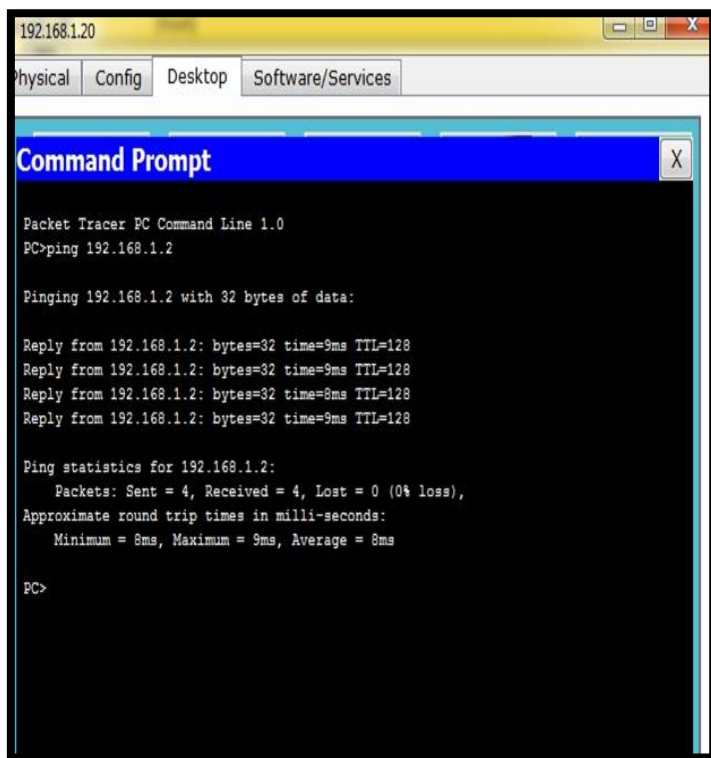 192.168.1.20
X
Physical Config Desktop Software/Services
Command Prompt
X
Packet Tracer PC Command Line 1.0
PC>ping 192.168.1.2
Pinging 192.168.1.2 with 32 bytes of data:
Reply from 192.168.1.2: bytes=32 time=9ms TTL=128
Reply from 192.168.1.2: bytes=32 time=9ms TTL=128
Reply from 192.168.1.2: bytes=32 time=8ms TTL=128
Reply from 192.168.1.2: bytes=32 time=9ms TTL=128
Ping statistics for 192.168.1.2:
Packets: Sent = 4, Received = 4, Lost = 0 (0% loss),
Approximate round trip times in milli-seconds:
Minimum = 8ms, Maximum = 9ms, Average = 8ms
PC>